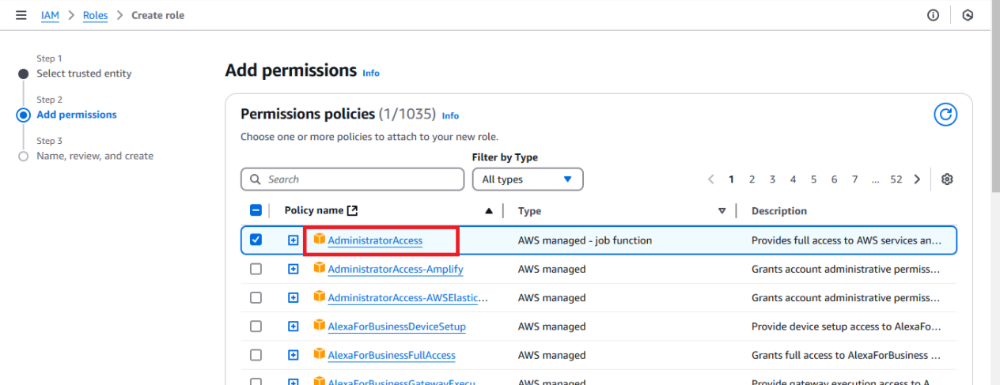 IAM > Roles > Create role
Step 1
Select trusted entity
Step 2
Add permissions
Step 3
Name, review, and create
Add permissions Info
Permissions policies (1/1035) Info
Choose one or more policies to attach to your new role.
Filter by Type
Search
All types
1 2 3 4 5 6 7 ... 52
Policy name Type Description
AdministratorAccess AWS managed - job function Provides full access to AWS services an...
AdministratorAccess-Amplify AWS managed Grants account administrative permiss...
AdministratorAccess-AWSElastic... AWS managed Grants account administrative permiss...
AlexaForBusinessDeviceSetup AWS managed Provide device setup access to AlexaFo...
AlexaForBusinessFullAccess AWS managed Grants full access to AlexaForBusiness ...
AlexaForBusinessGatewayExecu AWS managed Provide gateway execution access to A